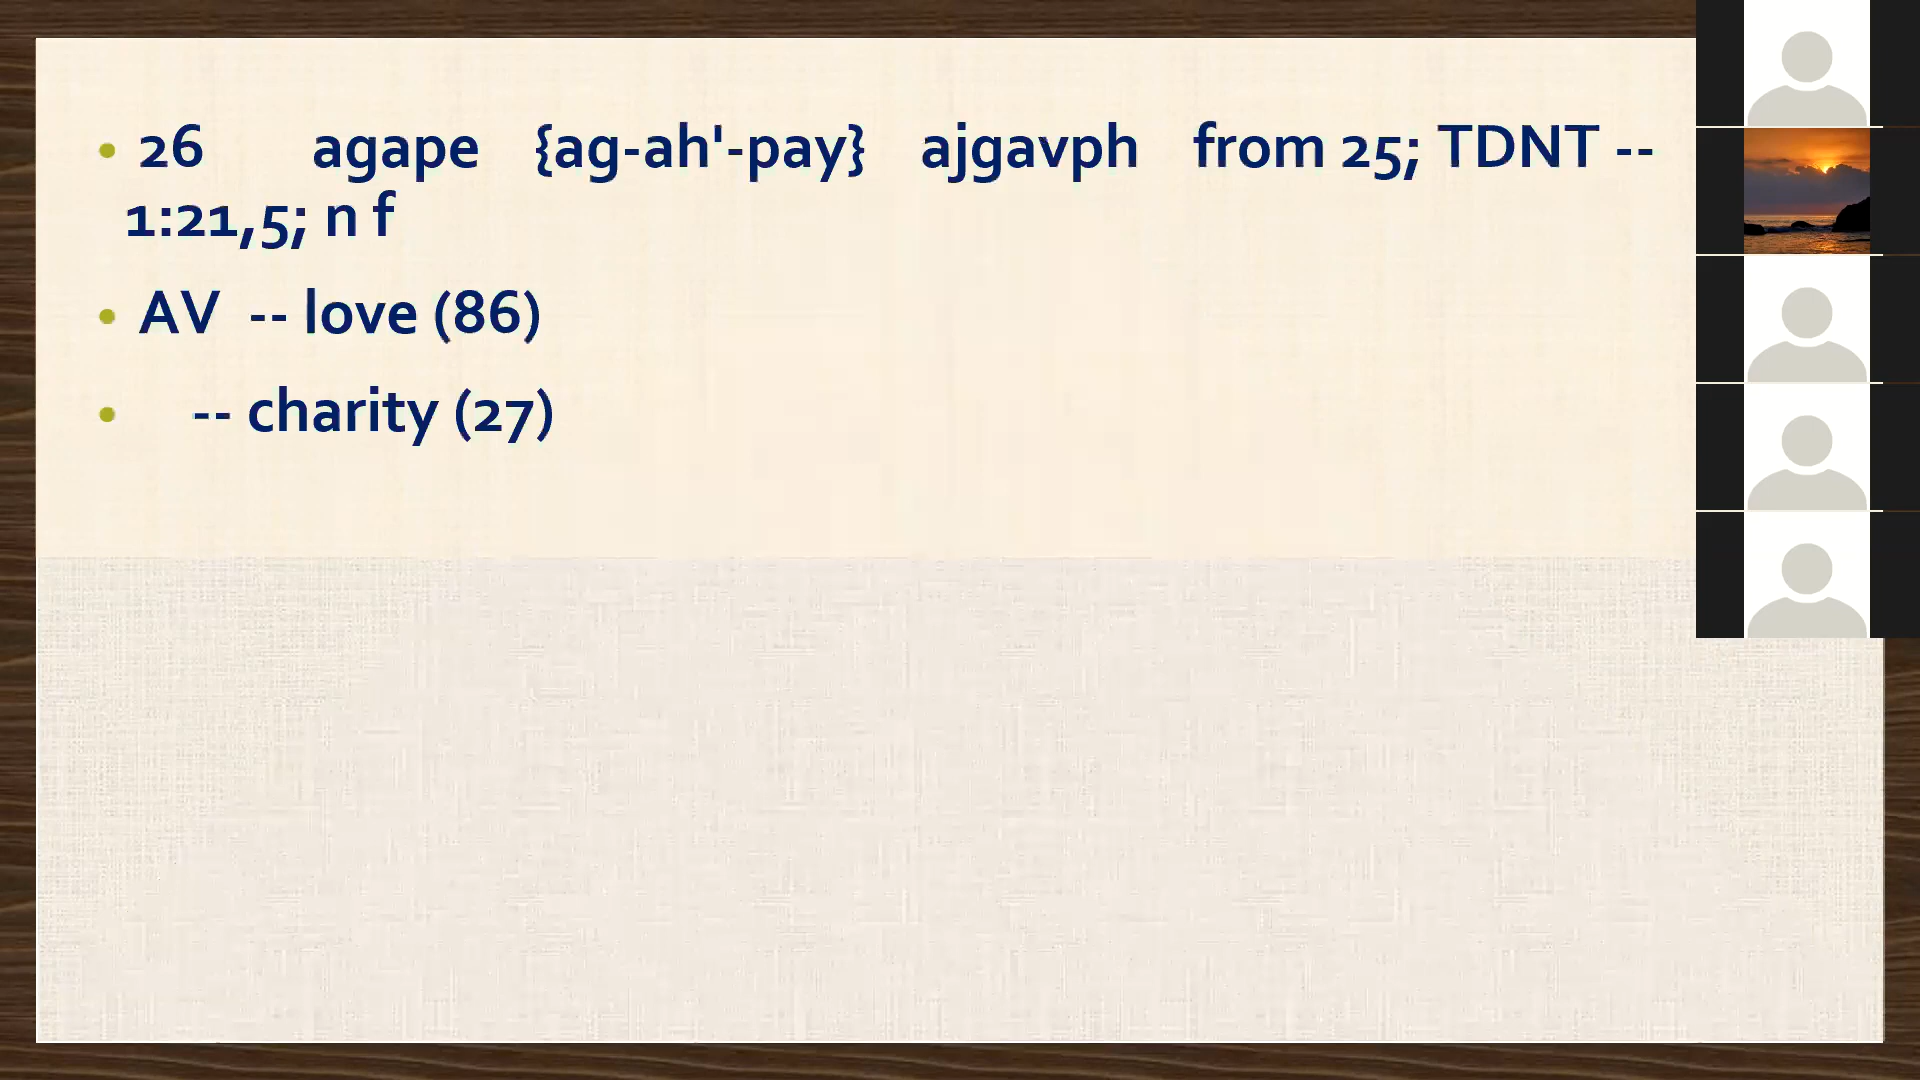 • 26 agape {ag-ah'-pay} ajgavph from 25; TDNT --
1:21,5; n f
• AV -- love (86)
• -- charity (27)